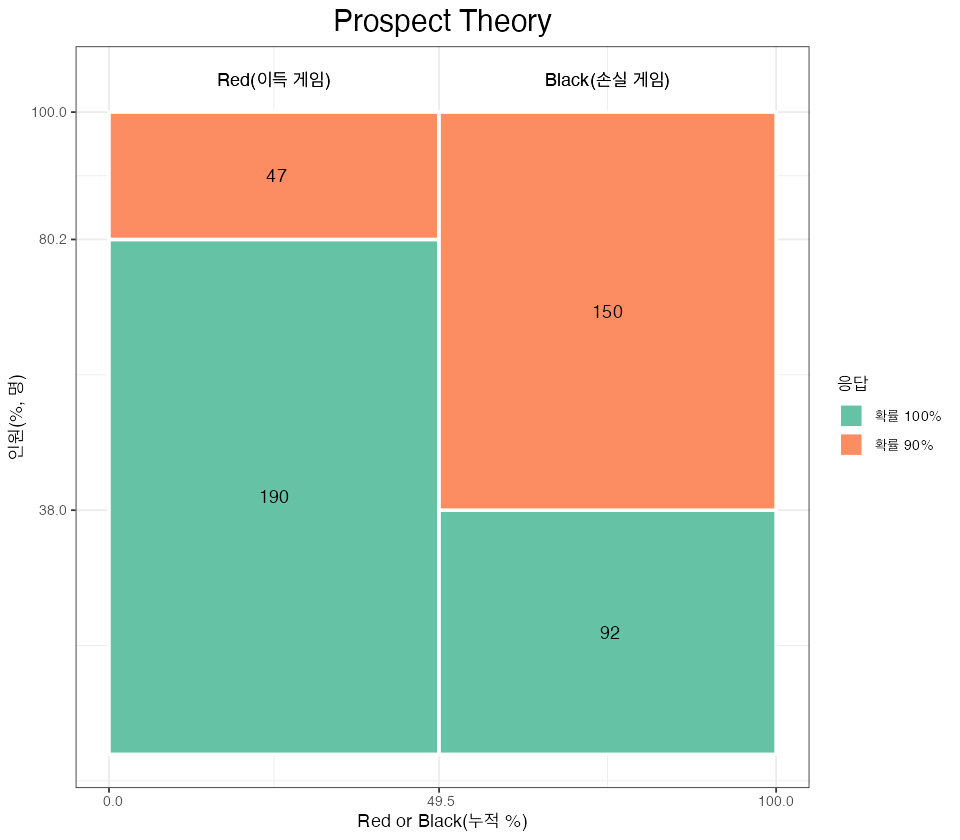 Prospect Theory
Red(이득 게임)
Black(손실 게임)
100.0
80.2
38.0
47
150
190
92
인원(%, 명)
응답
확률 100%
확률 90%
0.0
49.5
100.0
Red or Black(누적 %)